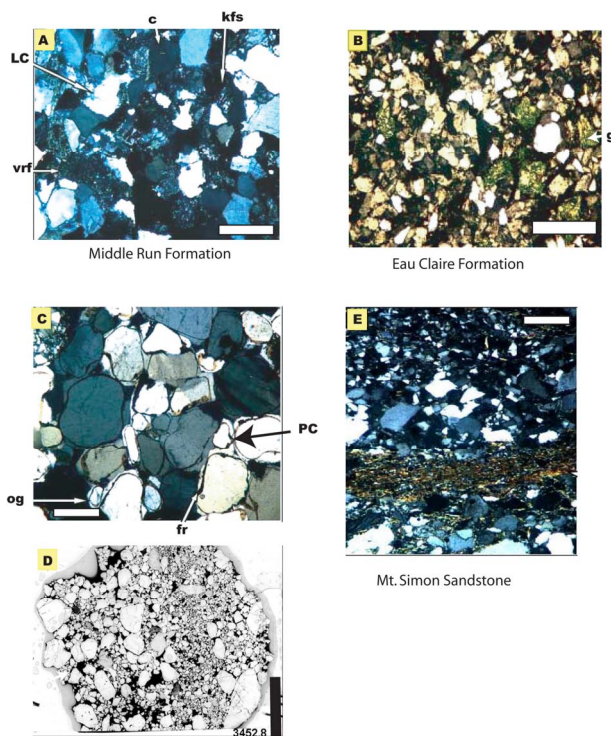 c
kfs
A
LC
vrf
Middle Run Formation
B
g
Eau Claire Formation
C
PC
og
fr
E
Mt. Simon Sandstone
D
3452.8